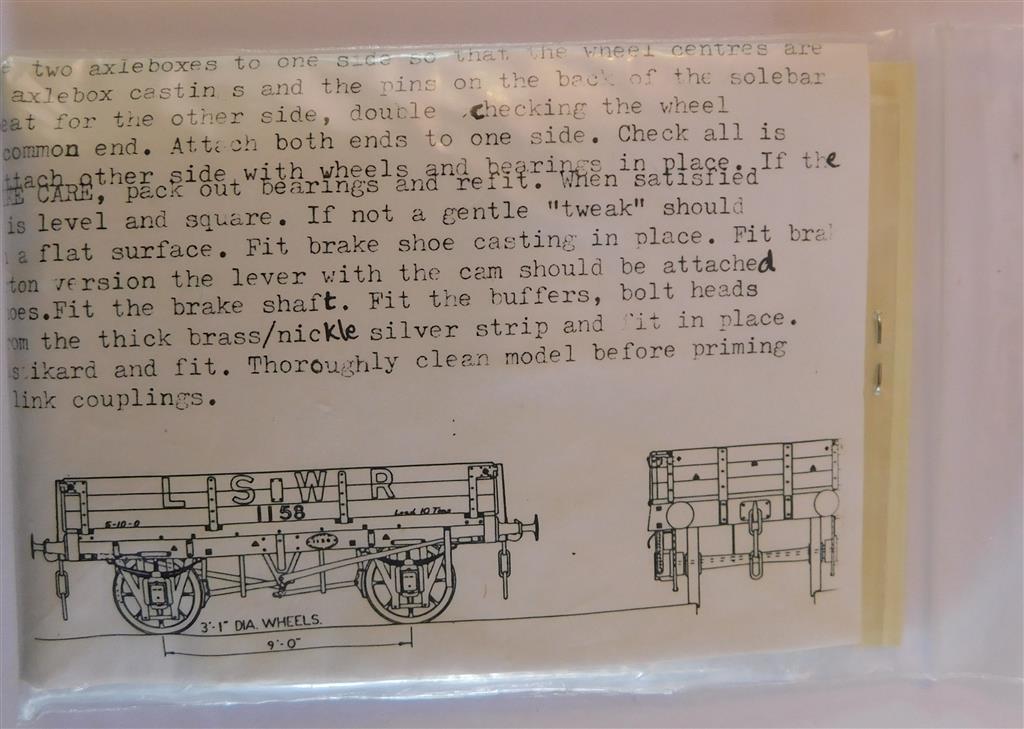 two axleboxes to one side so that the wheel centres are
axlebox castin s and the pins on the back of the solebar
eat for the other side, double checking the wheel
common end. Attach both ends to one side. Check all is
ttach other side with wheels and bearings in place. If the
E CARE, pack out bearings and refit. When satisfied
is level and square. If not a gentle "tweak" should
a flat surface. Fit brake shoe casting in place. Fit bra
ton version the lever with the cam should be attached
oes.Fit the brake shaft. Fit the buffers, bolt heads
om the thick brass/nickle silver strip and fit in place.
ikard and fit. Thoroughly clean model before priming
link couplings.
L S W R
1158
5-10-0
Load 10 Tons
3'-1" DIA. WHEELS.
9'-0"